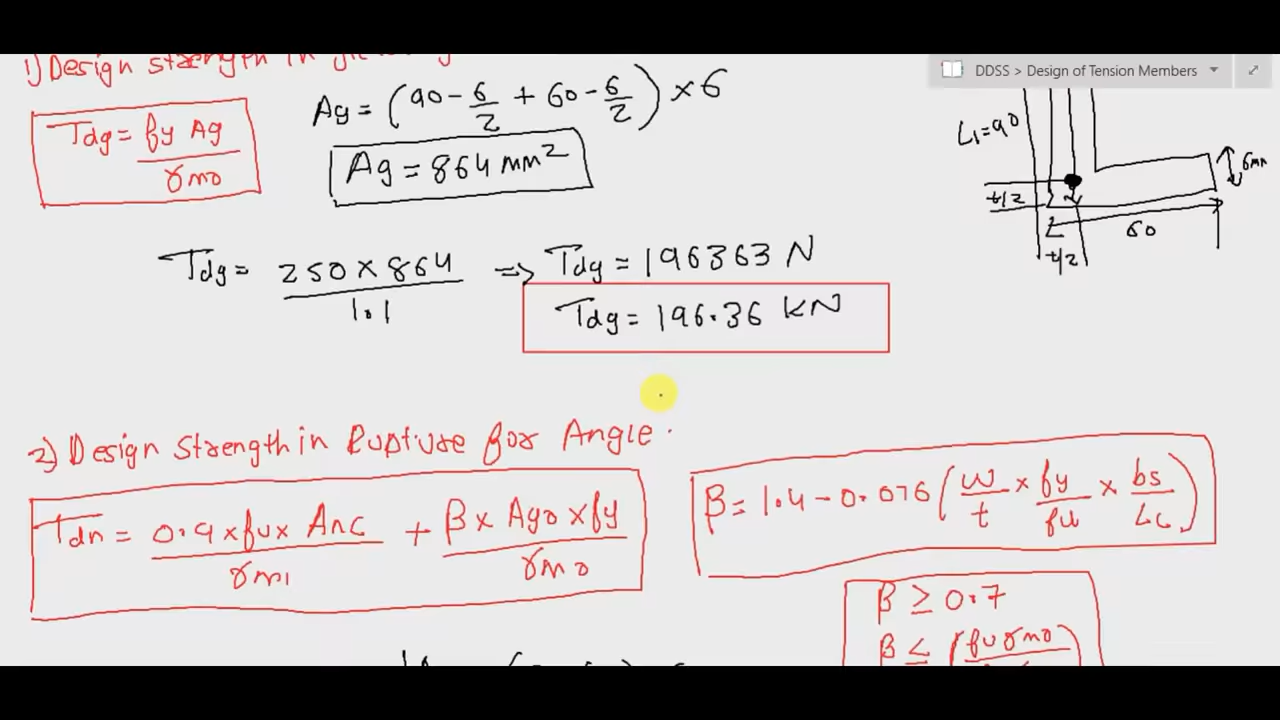 1) Design strength in
DDSS > Design of Tension Members
Ag = (90 - 6/2 + 60 - 6/2) × 6
Tdg = fy Ag / γm0
Ag = 864 mm²
L1 = 90
6mm
t/2
60
t/2
Tdg = 250 × 864 / 1.1 => Tdg = 196363 N
Tdg = 196.36 KN
2) Design Strength in Rupture for Angle.
Tdn = 0.9 × fu × Anc / γm1 + β × Ago × fy / γm0
β = 1.4 - 0.076 (w/t × fy/fu × bs/Lc)
β ≥ 0.7
β ≤ (fu γm0